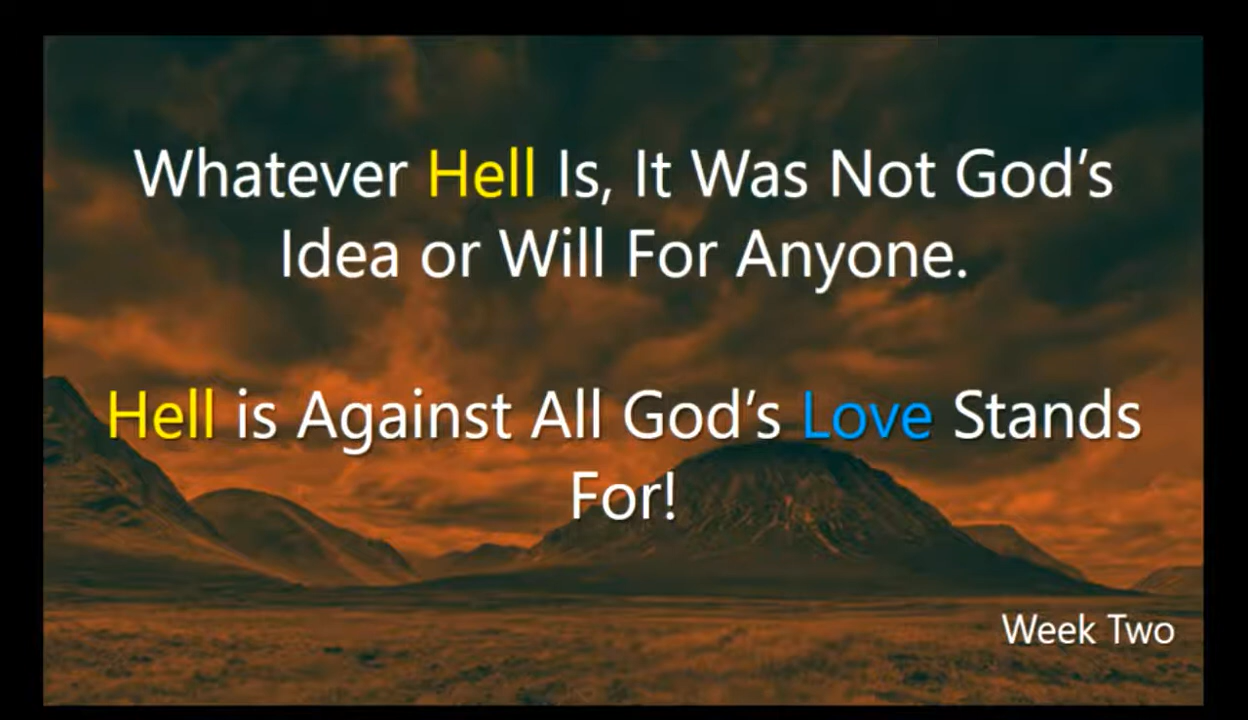 Whatever Hell Is, It Was Not God's
Idea or Will For Anyone.
Hell is Against All God's Love Stands
For!
Week Two